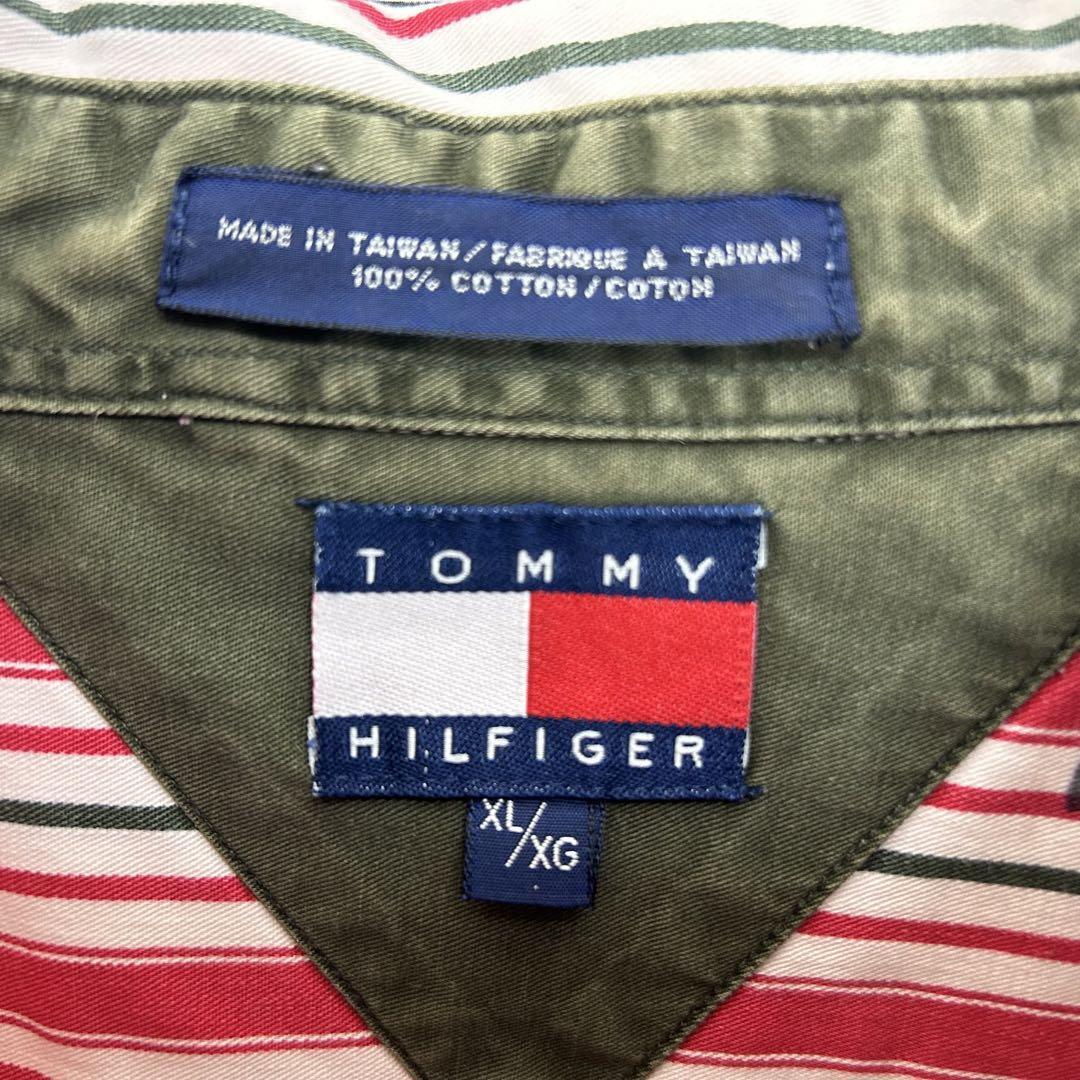 MADE IN TAIWAN / FABRIQUE A TAIWAN
100% COTTON / COTON
TOMMY
HILFIGER
XL/XG